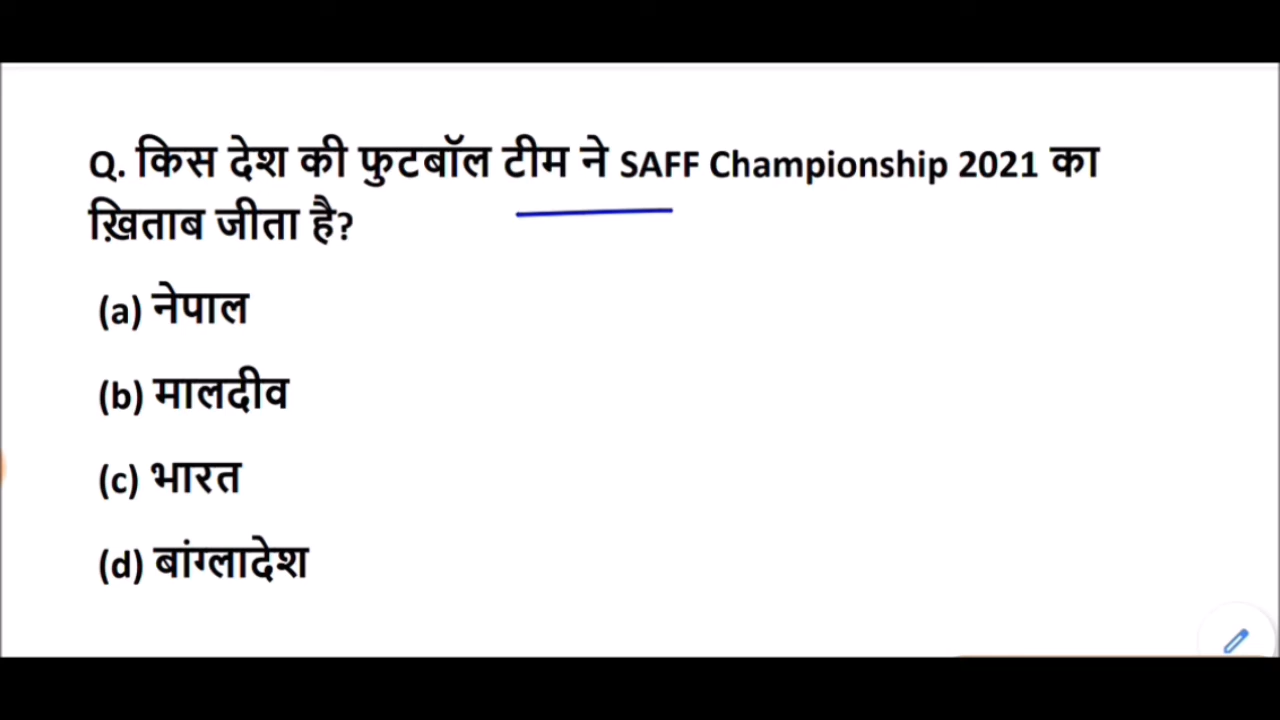 Q. किस देश की फुटबॉल टीम ने SAFF Championship 2021 का
ख़िताब जीता है?
(a) नेपाल
(b) मालदीव
(c) भारत
(d) बांग्लादेश